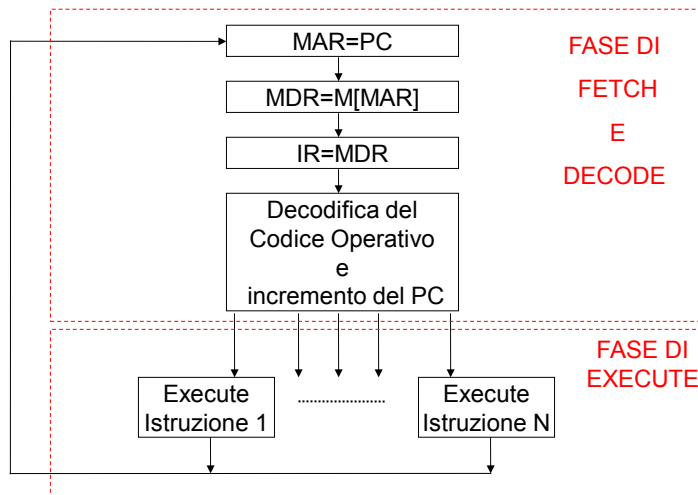 MAR=PC
MDR=M[MAR]
IR=MDR
Decodifica del
Codice Operativo
e
incremento del PC
FASE DI
FETCH
E
DECODE
FASE DI
EXECUTE
Execute
Istruzione 1
....................
Execute
Istruzione N